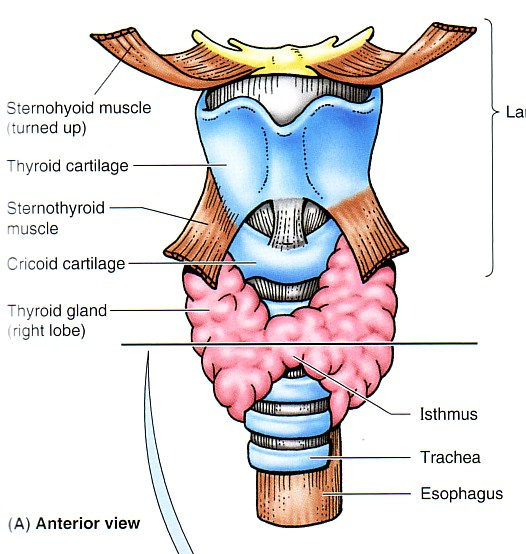 Sternohyoid muscle
(turned up)
Thyroid cartilage
Sternothyroid
muscle
Cricoid cartilage
Thyroid gland
(right lobe)
Isthmus
Trachea
Esophagus
(A) Anterior view